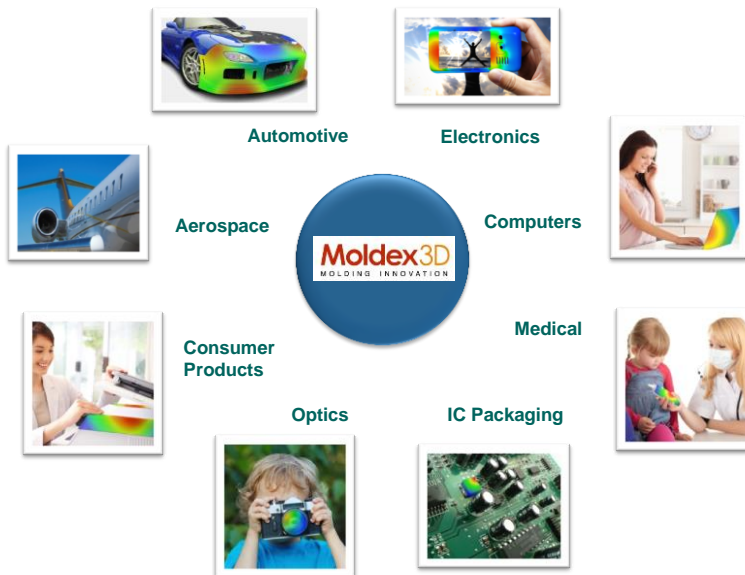 Automotive
Electronics
Aerospace
Computers
Moldex3D
MOLDING INNOVATION
Consumer
Products
Medical
Optics
IC Packaging